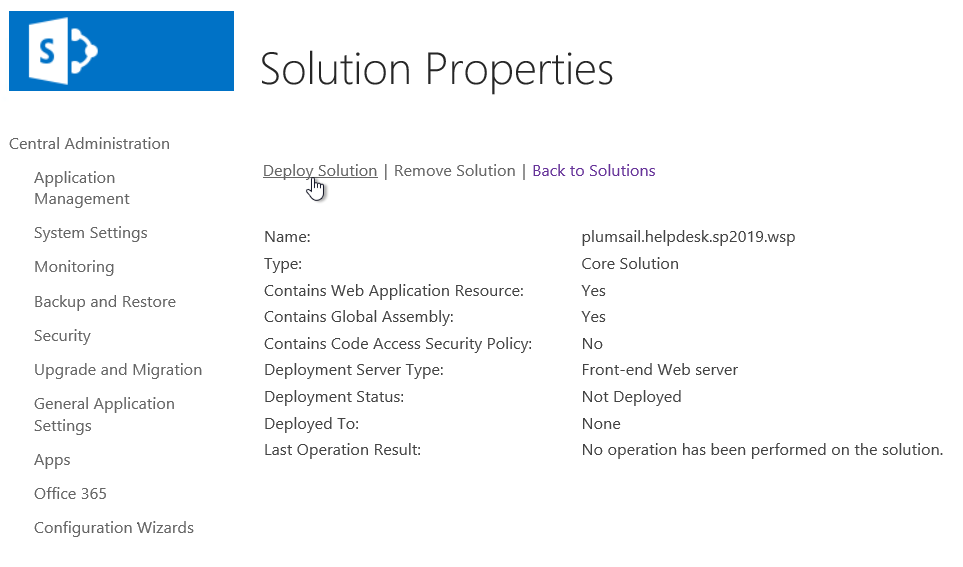 S
Solution Properties
Central Administration
Application
Management
System Settings
Monitoring
Backup and Restore
Security
Upgrade and Migration
General Application
Settings
Apps
Office 365
Configuration Wizards
Deploy Solution | Remove Solution | Back to Solutions
Name: plumsail.helpdesk.sp2019.wsp
Type: Core Solution
Contains Web Application Resource: Yes
Contains Global Assembly: Yes
Contains Code Access Security Policy: No
Deployment Server Type: Front-end Web server
Deployment Status: Not Deployed
Deployed To: None
Last Operation Result: No operation has been performed on the solution.